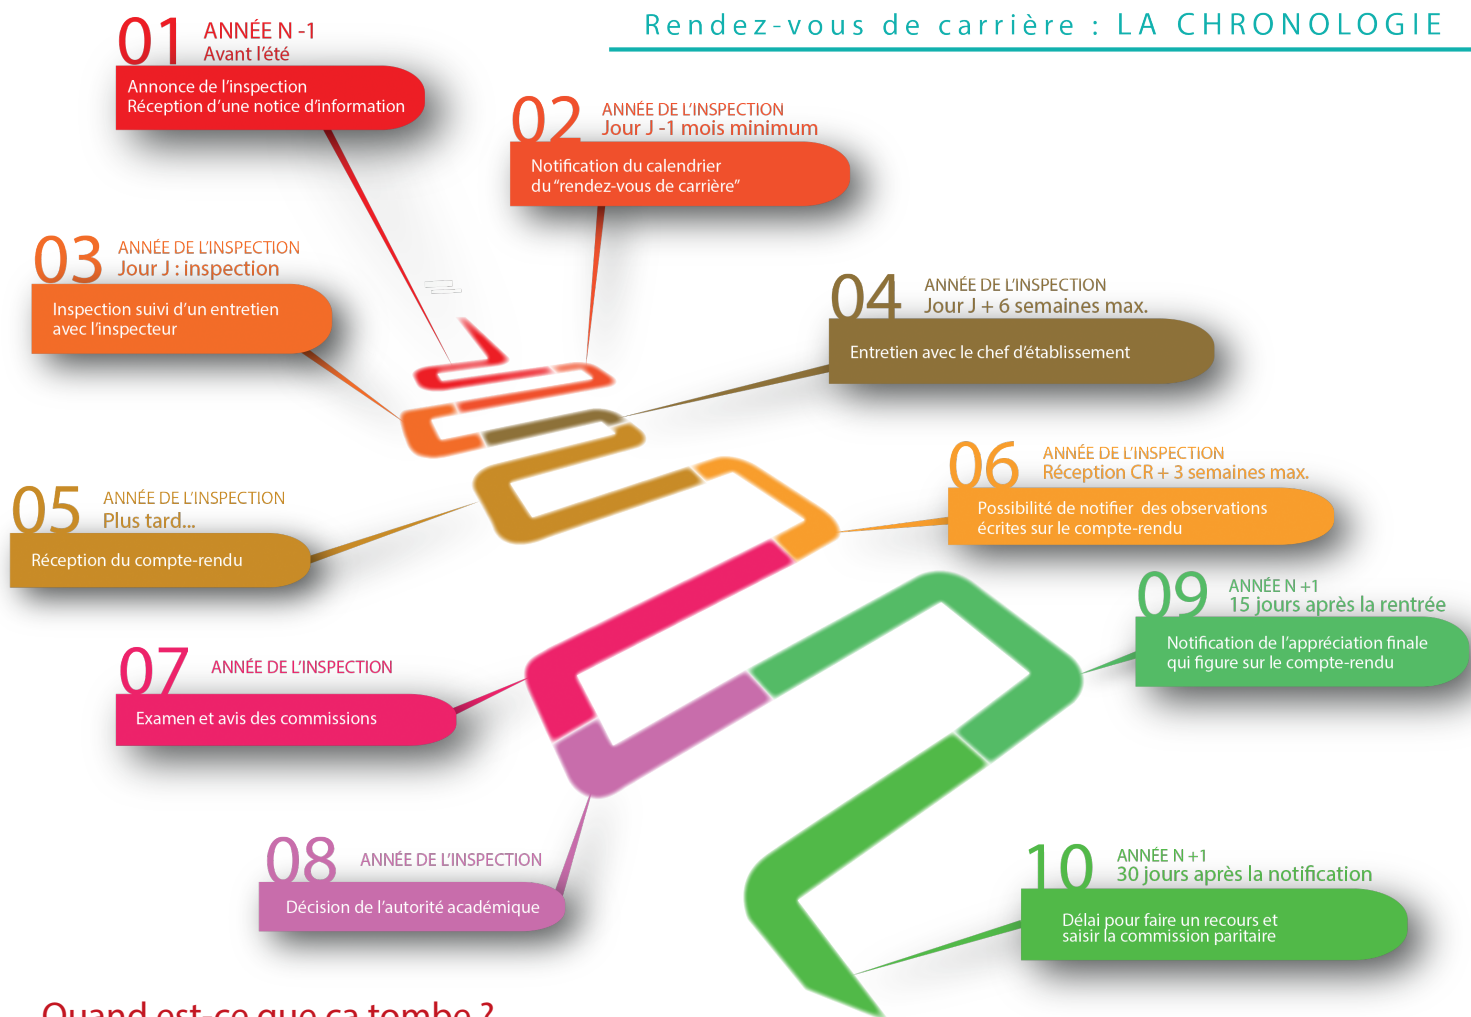 Rendez-vous de carrière : LA CHRONOLOGIE
01
ANNÉE N -1
Avant l'été
Annonce de l'inspection
Réception d'une notice d'information
02
ANNÉE DE L'INSPECTION
Jour J -1 mois minimum
Notification du calendrier
du "rendez-vous de carrière"
03
ANNÉE DE L'INSPECTION
Jour J : inspection
Inspection suivi d'un entretien
avec l'inspecteur
04
ANNÉE DE L'INSPECTION
Jour J + 6 semaines max.
Entretien avec le chef d'établissement
05
ANNÉE DE L'INSPECTION
Plus tard...
Réception du compte-rendu
06
ANNÉE DE L'INSPECTION
Réception CR + 3 semaines max.
Possibilité de notifier des observations
écrites sur le compte-rendu
07
ANNÉE DE L'INSPECTION
Examen et avis des commissions
08
ANNÉE DE L'INSPECTION
Décision de l'autorité académique
09
ANNÉE N +1
15 jours après la rentrée
Notification de l'appréciation finale
qui figure sur le compte-rendu
10
ANNÉE N +1
30 jours après la notification
Délai pour faire un recours et
saisir la commission paritaire
Quand est-ce que ça tombe ?